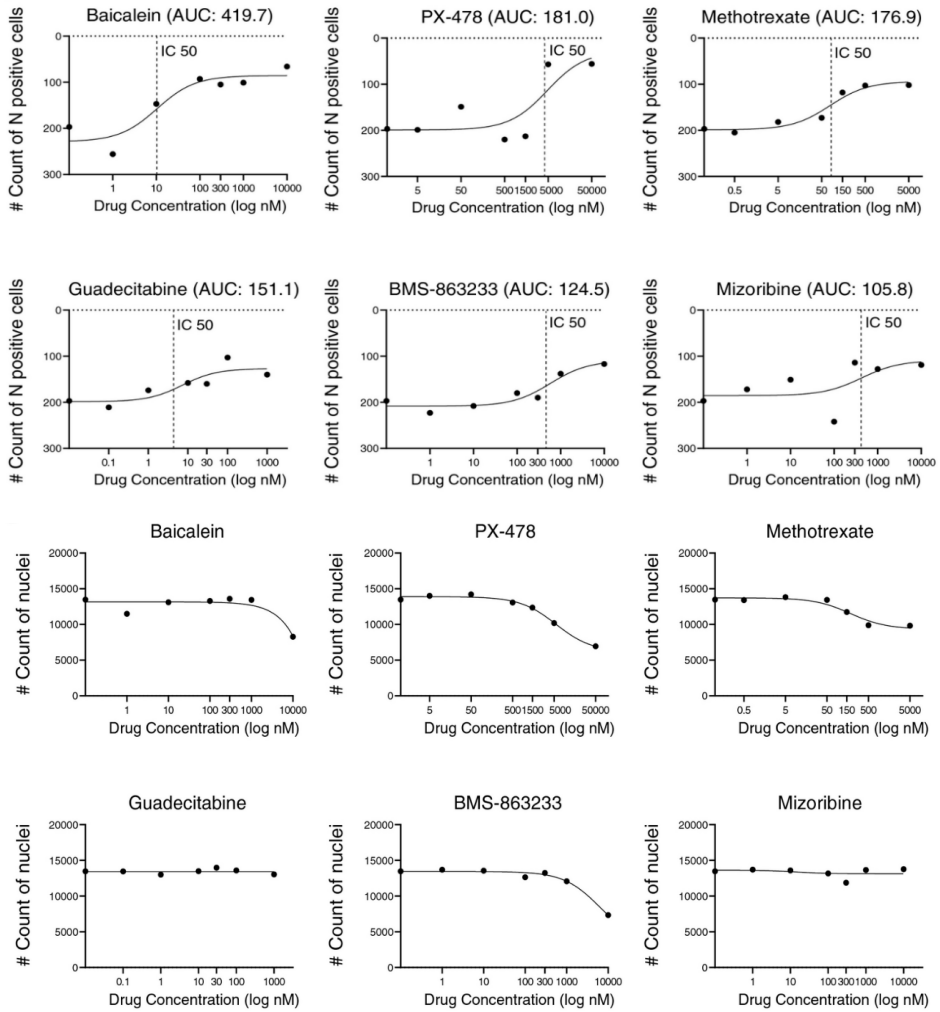 Baicalein (AUC: 419.7)
# Count of N positive cells
0
100
200
300
IC 50
1 10 100 300 1000 10000
Drug Concentration (log nM)
PX-478 (AUC: 181.0)
# Count of N positive cells
0
100
200
300
IC 50
5 50 500 1500 5000 50000
Drug Concentration (log nM)
Methotrexate (AUC: 176.9)
# Count of N positive cells
0
100
200
300
IC 50
0.5 5 50 150 500 5000
Drug Concentration (log nM)
Guadecitabine (AUC: 151.1)
# Count of N positive cells
0
100
200
300
IC 50
0.1 1 10 30 100 1000
Drug Concentration (log nM)
BMS-863233 (AUC: 124.5)
# Count of N positive cells
0
100
200
300
IC 50
1 10 100 300 1000 10000
Drug Concentration (log nM)
Mizoribine (AUC: 105.8)
# Count of N positive cells
0
100
200
300
IC 50
1 10 100 300 1000 10000
Drug Concentration (log nM)
Baicalein
# Count of nuclei
20000
15000
10000
5000
0
1 10 100 300 1000 10000
Drug Concentration (log nM)
PX-478
# Count of nuclei
20000
15000
10000
5000
0
5 50 500 1500 5000 50000
Drug Concentration (log nM)
Methotrexate
# Count of nuclei
20000
15000
10000
5000
0
0.5 5 50 150 500 5000
Drug Concentration (log nM)
Guadecitabine
# Count of nuclei
20000
15000
10000
5000
0
0.1 1 10 30 100 1000
Drug Concentration (log nM)
BMS-863233
# Count of nuclei
20000
15000
10000
5000
0
1 10 100 300 1000 10000
Drug Concentration (log nM)
Mizoribine
# Count of nuclei
20000
15000
10000
5000
0
1 10 100 300 1000 10000
Drug Concentration (log nM)